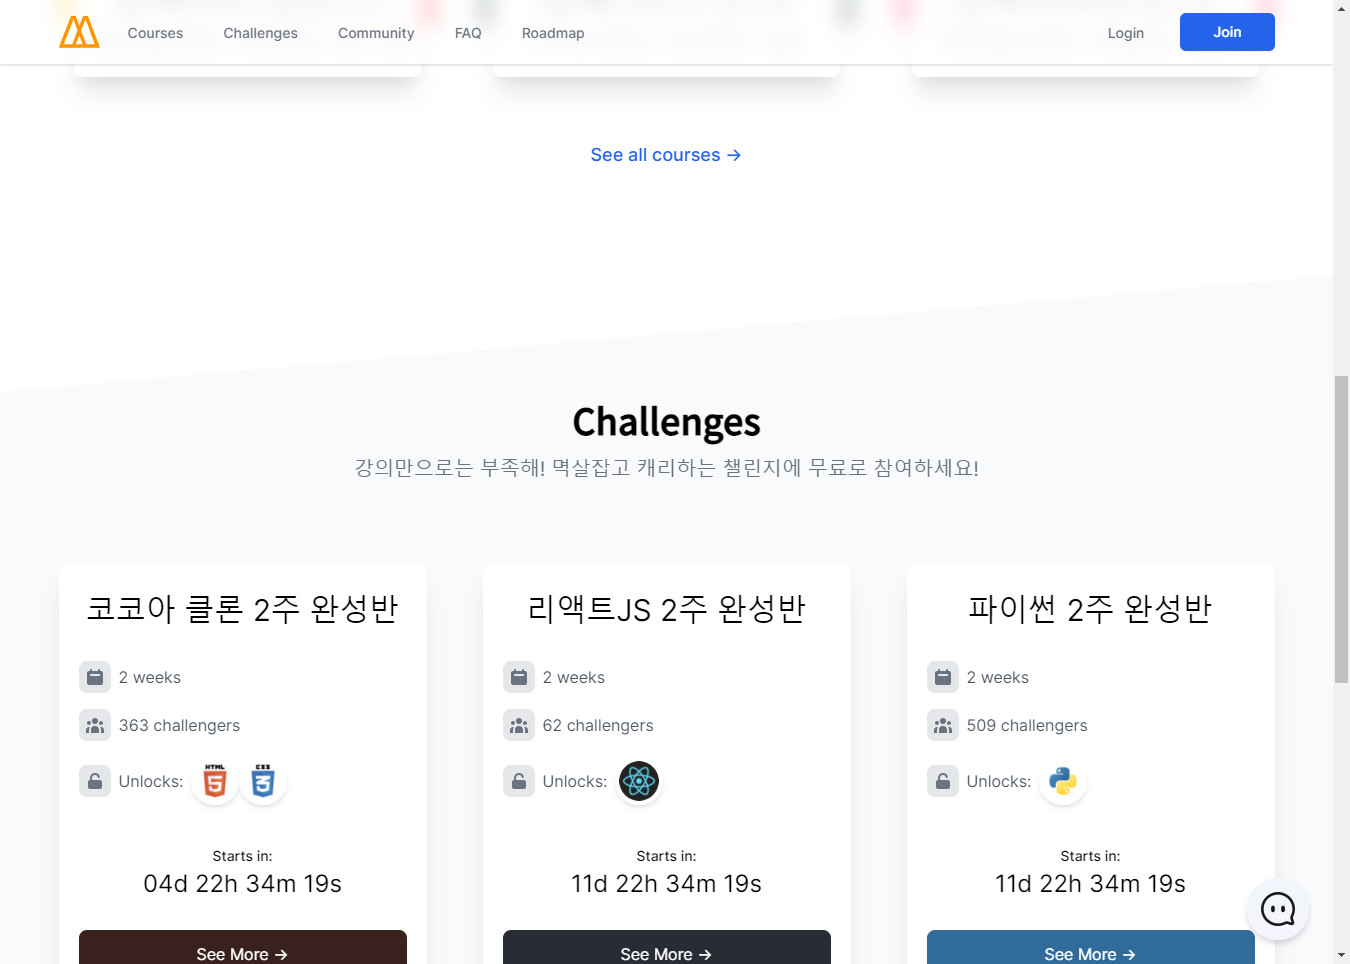 Courses Challenges Community FAQ Roadmap Login Join
See all courses →
Challenges
강의만으로는 부족해! 멱살잡고 캐리하는 챌린지에 무료로 참여하세요!
코코아 클론 2주 완성반
2 weeks
363 challengers
Unlocks: HTML 5 CSS 3
Starts in:
04d 22h 34m 19s
See More →
리액트JS 2주 완성반
2 weeks
62 challengers
Unlocks:
Starts in:
11d 22h 34m 19s
See More →
파이썬 2주 완성반
2 weeks
509 challengers
Unlocks:
Starts in:
11d 22h 34m 19s
See More →